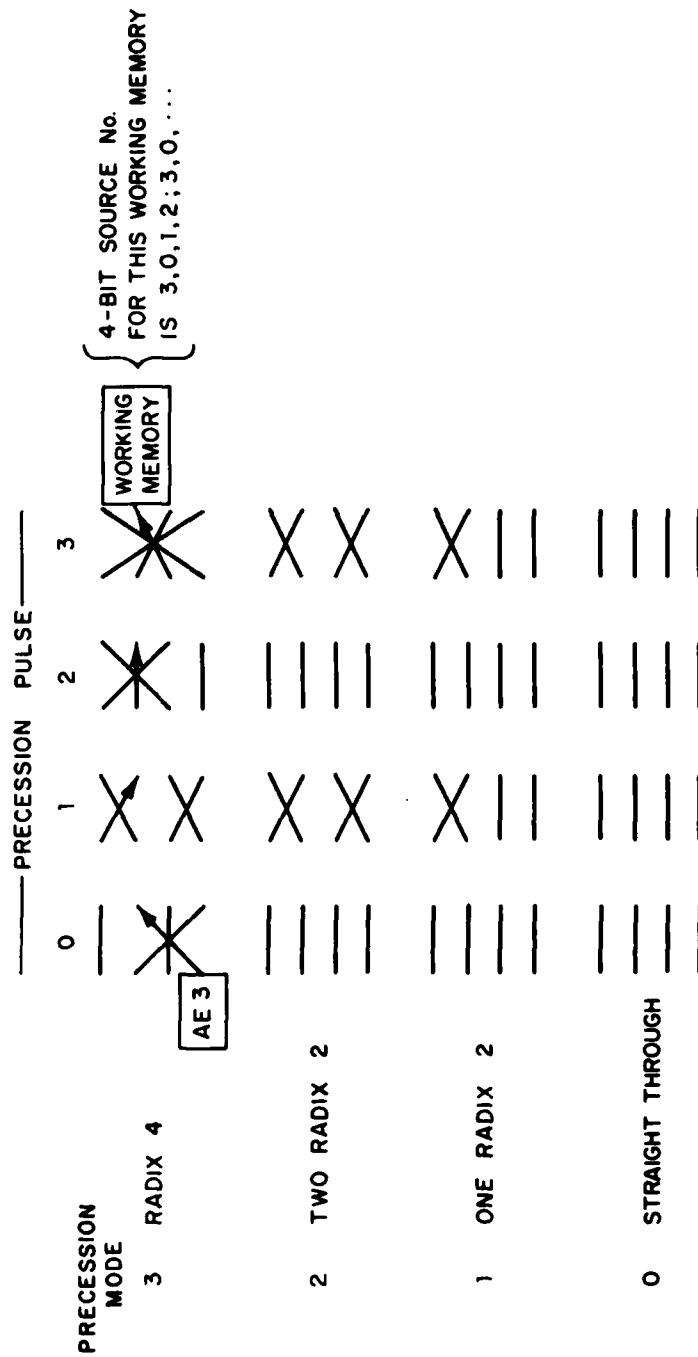 PRECESSION PULSE
0 1 2 3
PRECESSION
MODE
3 RADIX 4
AE 3
WORKING
MEMORY
4-BIT SOURCE No.
FOR THIS WORKING MEMORY
IS 3,0,1,2;3,0,...
2 TWO RADIX 2
1 ONE RADIX 2
0 STRAIGHT THROUGH